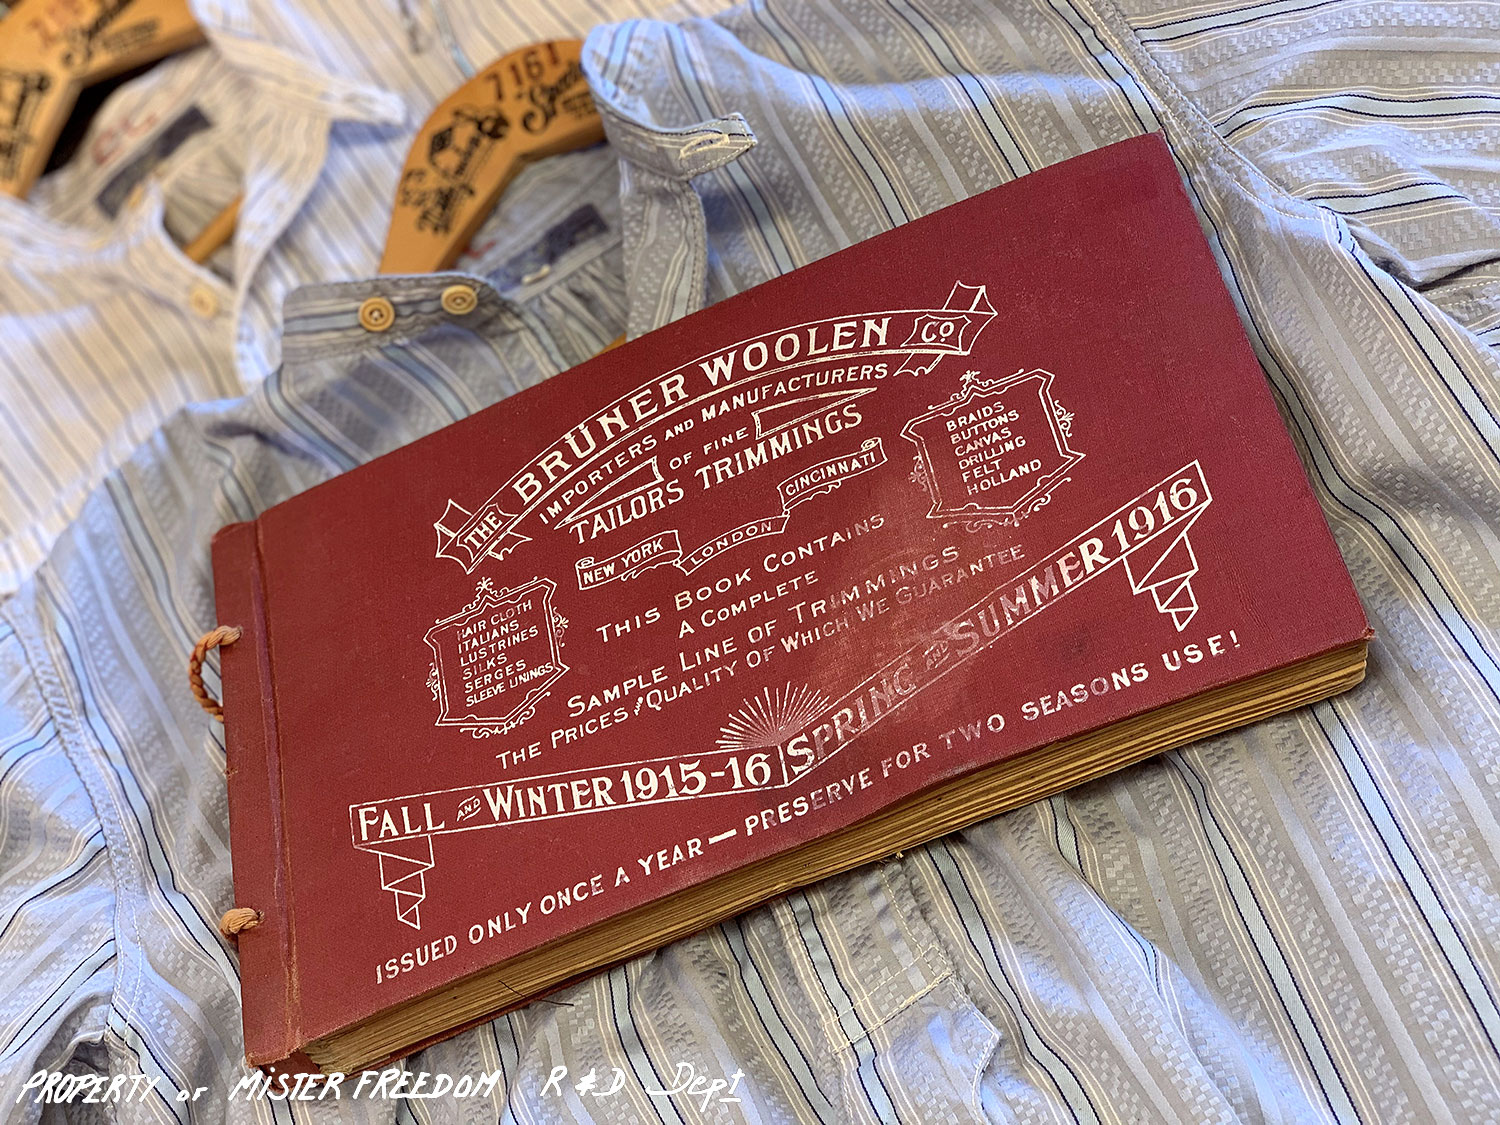 7161
THE BRÜNER WOOLEN Co
IMPORTERS AND MANUFACTURERS
OF FINE
TAILORS TRIMMINGS
NEW YORK LONDON CINCINNATI
BRAIDS
BUTTONS
CANVAS
DRILLING
FELT
HOLLAND
HAIR CLOTH
ITALIANS
LUSTRINES
SILKS
SERGES
SLEEVE LININGS
THIS BOOK CONTAINS
A COMPLETE
SAMPLE LINE OF TRIMMINGS
THE PRICES & QUALITY OF WHICH WE GUARANTEE
FALL AND WINTER 1915-16 SPRING AND SUMMER 1916
ISSUED ONLY ONCE A YEAR — PRESERVE FOR TWO SEASONS USE!
PROPERTY OF MISTER FREEDOM R & D Dept